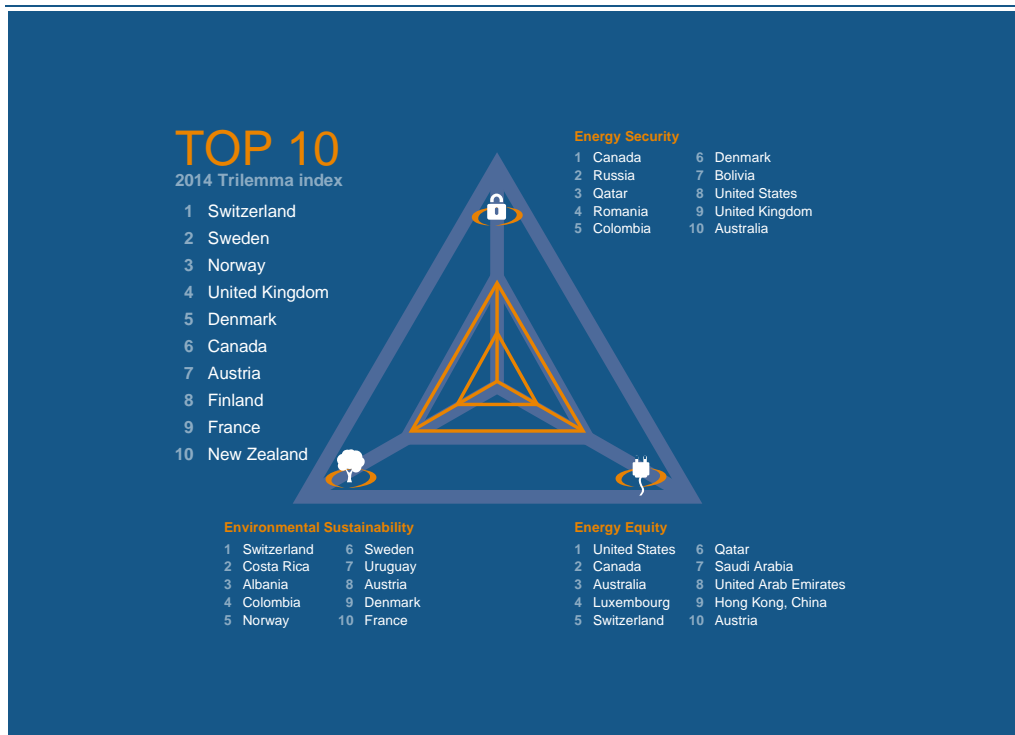 TOP 10
2014 Trilemma index
1 Switzerland
2 Sweden
3 Norway
4 United Kingdom
5 Denmark
6 Canada
7 Austria
8 Finland
9 France
10 New Zealand
Energy Security
1 Canada 6 Denmark
2 Russia 7 Bolivia
3 Qatar 8 United States
4 Romania 9 United Kingdom
5 Colombia 10 Australia
Environmental Sustainability
1 Switzerland 6 Sweden
2 Costa Rica 7 Uruguay
3 Albania 8 Austria
4 Colombia 9 Denmark
5 Norway 10 France
Energy Equity
1 United States 6 Qatar
2 Canada 7 Saudi Arabia
3 Australia 8 United Arab Emirates
4 Luxembourg 9 Hong Kong, China
5 Switzerland 10 Austria